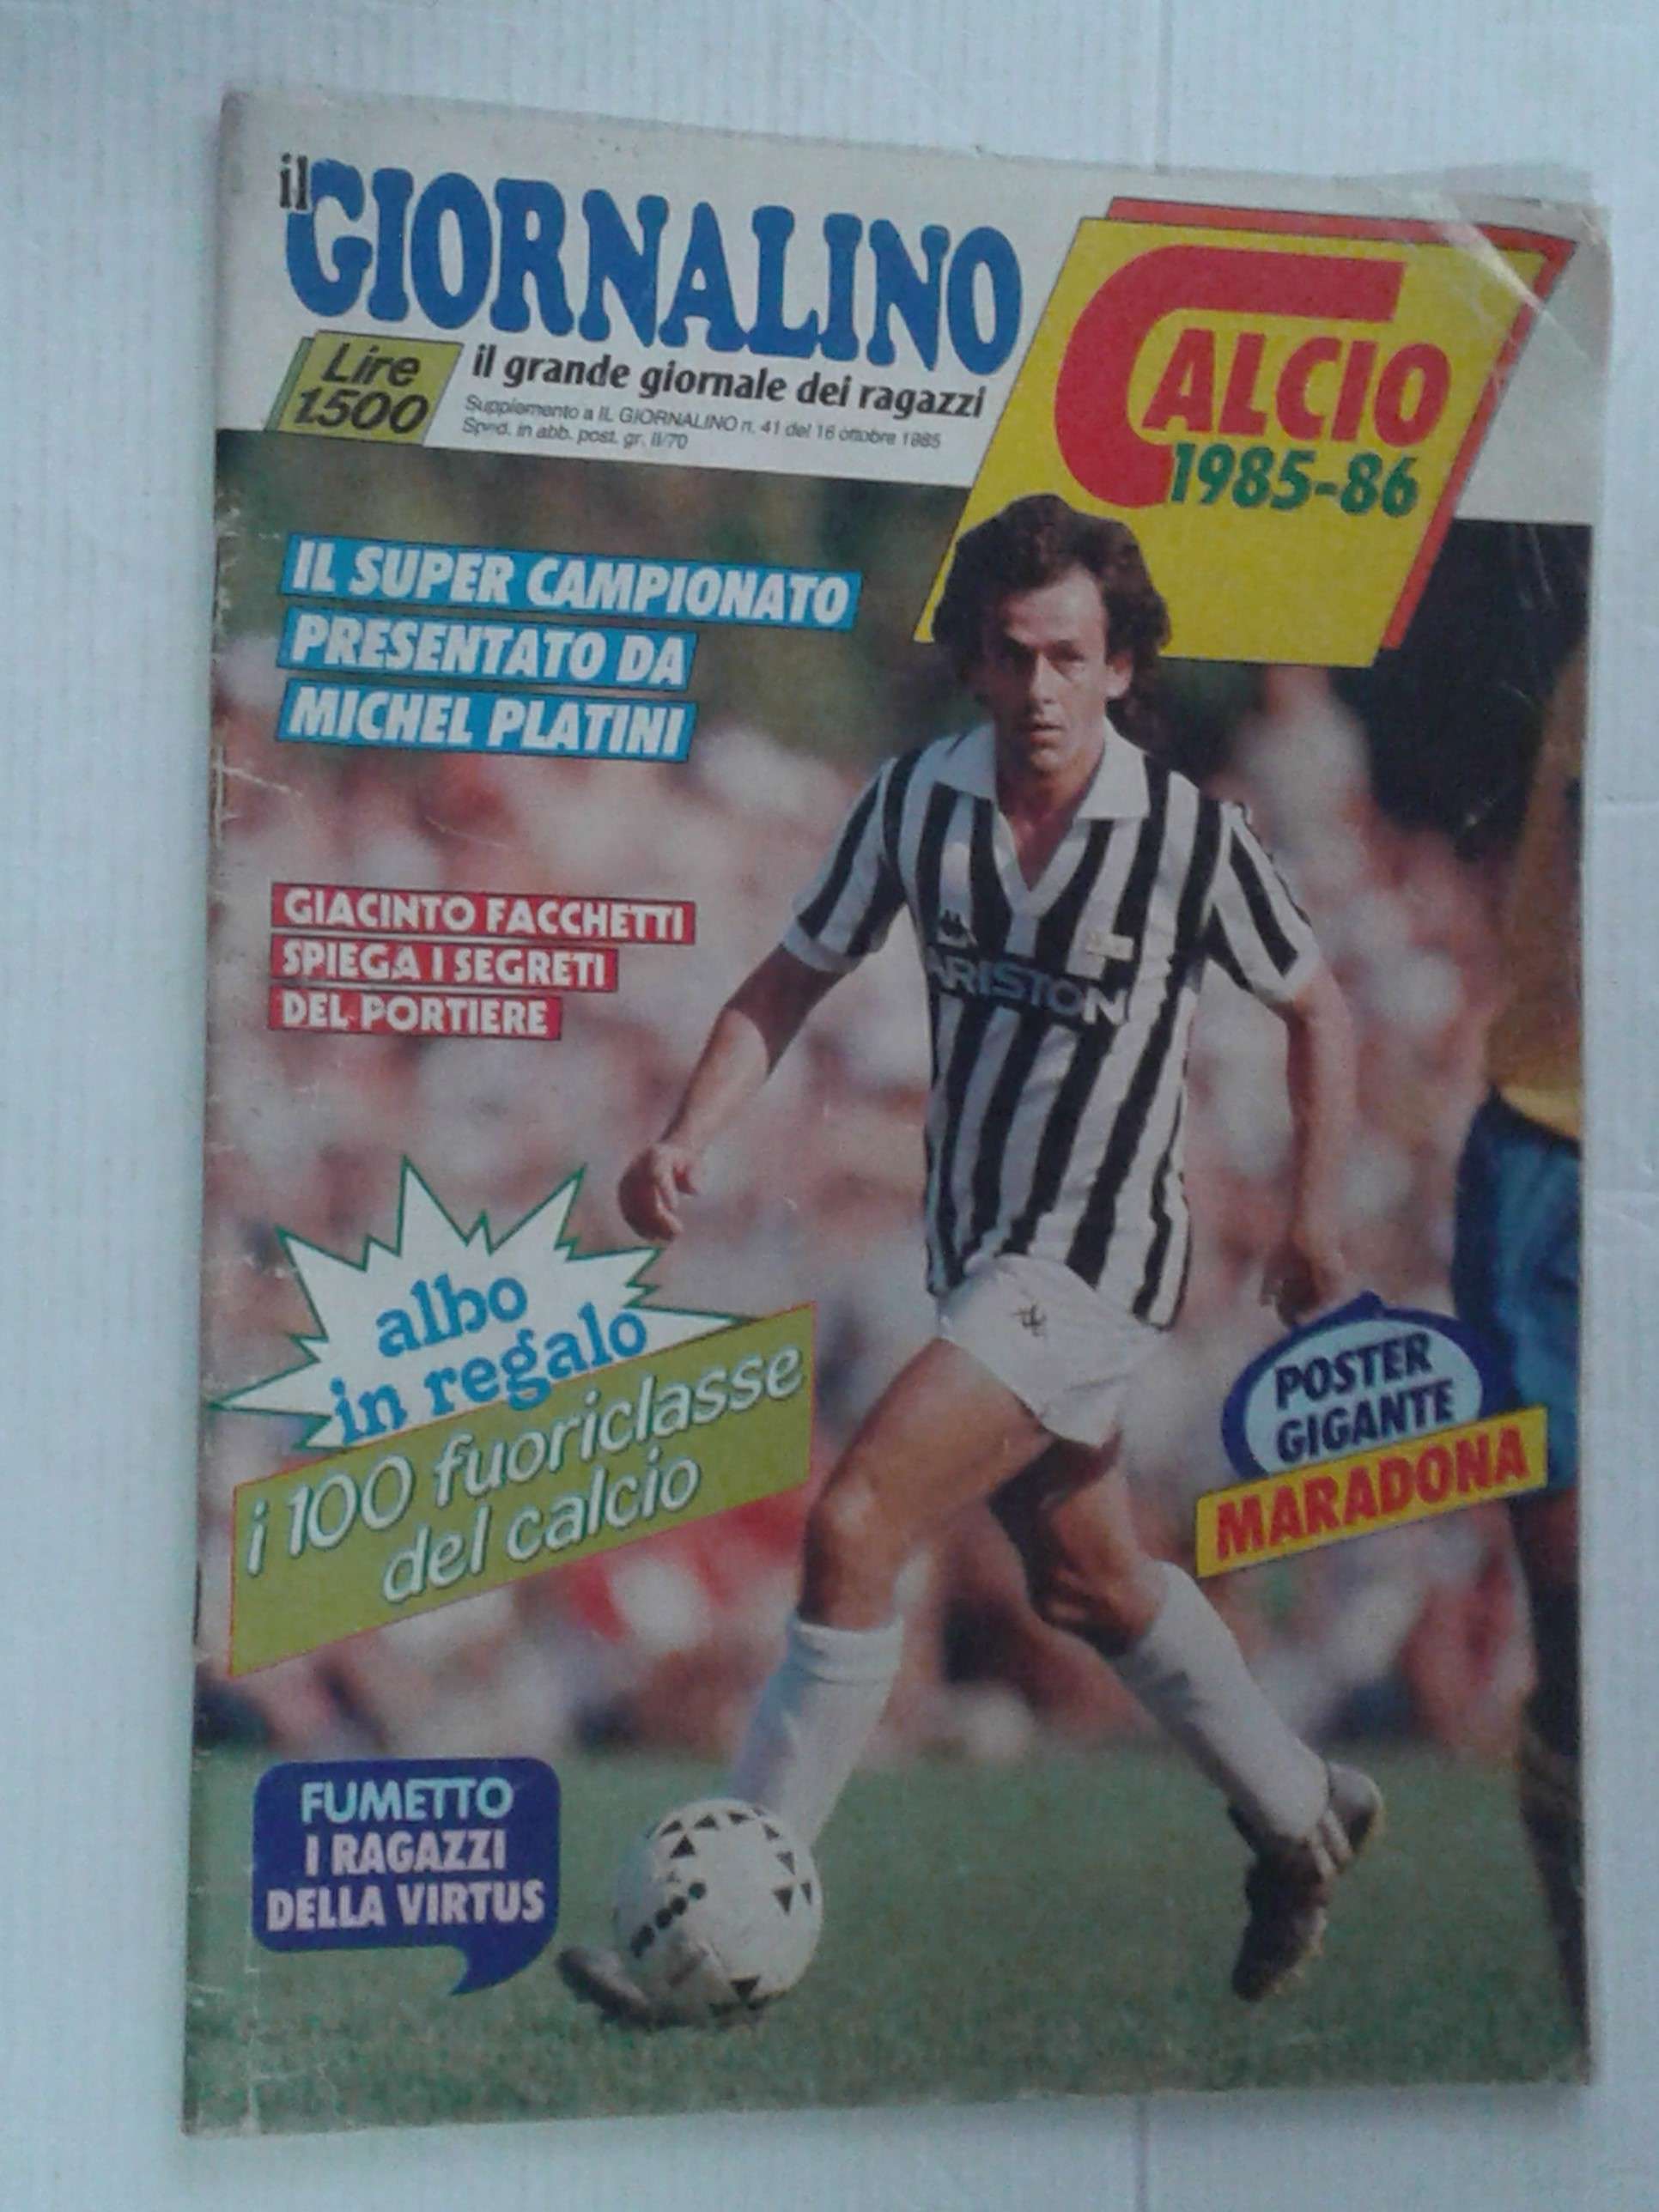 il GIORNALINO
il grande giornale dei ragazzi
Lire
1.500
Supplemento a IL GIORNALINO n. 41 del 16 ottobre 1985
Sped. in abb. post. gr. II/70
CALCIO
1985-86
IL SUPER CAMPIONATO
PRESENTATO DA
MICHEL PLATINI
GIACINTO FACCHETTI
SPIEGA I SEGRETI
DEL PORTIERE
ARISTON
albo
in regalo
i 100 fuoriclasse
del calcio
POSTER
GIGANTE
MARADONA
FUMETTO
I RAGAZZI
DELLA VIRTUS